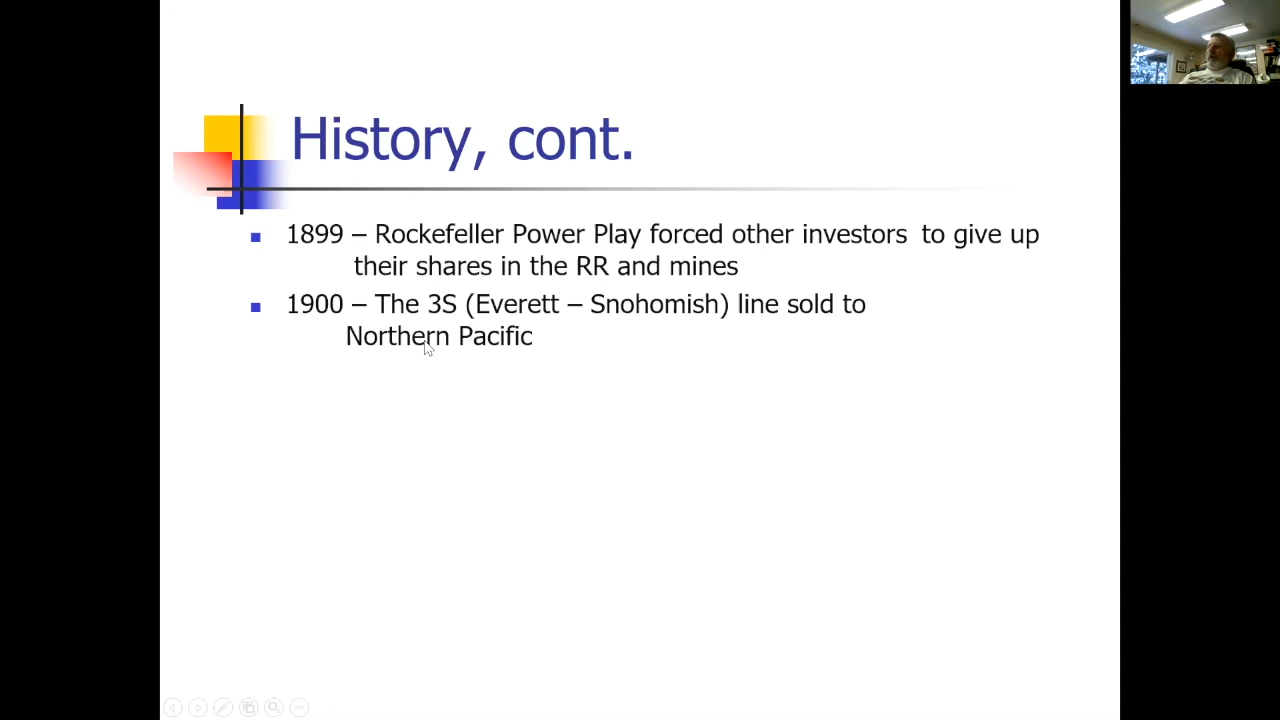 History, cont.
1899 – Rockefeller Power Play forced other investors to give up
their shares in the RR and mines
1900 – The 3S (Everett – Snohomish) line sold to
Northern Pacific